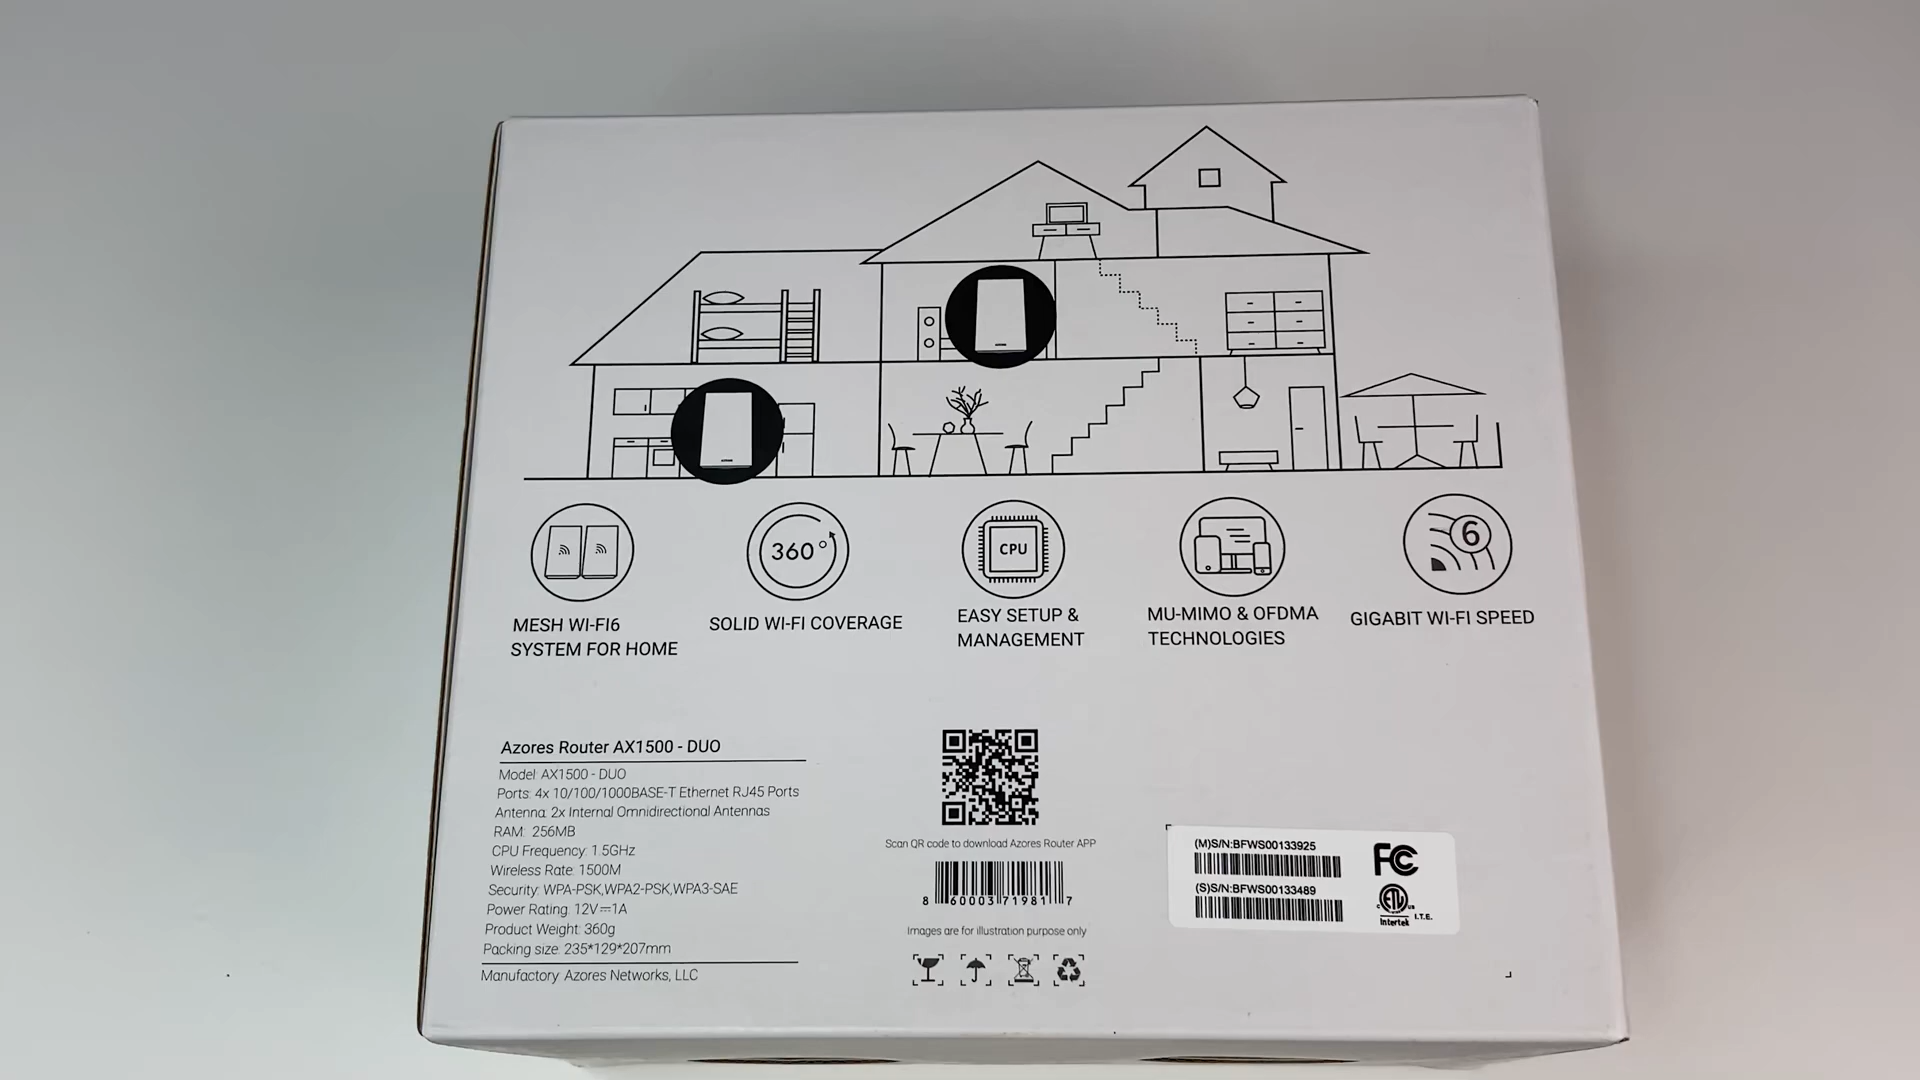 360°
CPU
6
MESH WI-FI6
SYSTEM FOR HOME
SOLID WI-FI COVERAGE
EASY SETUP &
MANAGEMENT
MU-MIMO & OFDMA
TECHNOLOGIES
GIGABIT WI-FI SPEED
Azores Router AX1500 - DUO
Model: AX1500 - DUO
Ports: 4x 10/100/1000BASE-T Ethernet RJ45 Ports
Antenna: 2x Internal Omnidirectional Antennas
RAM: 256MB
CPU Frequency: 1.5GHz
Wireless Rate: 1500M
Security: WPA-PSK,WPA2-PSK,WPA3-SAE
Power Rating: 12V⎓1A
Product Weight: 360g
Packing size: 235*129*207mm
Manufactory: Azores Networks, LLC
Scan QR code to download Azores Router APP
8 60003 71981 7
Images are for illustration purpose only
(M)S/N:BFWS00133925
(S)S/N:BFWS00133489
FC
ETL
C US
Intertek
I.T.E.